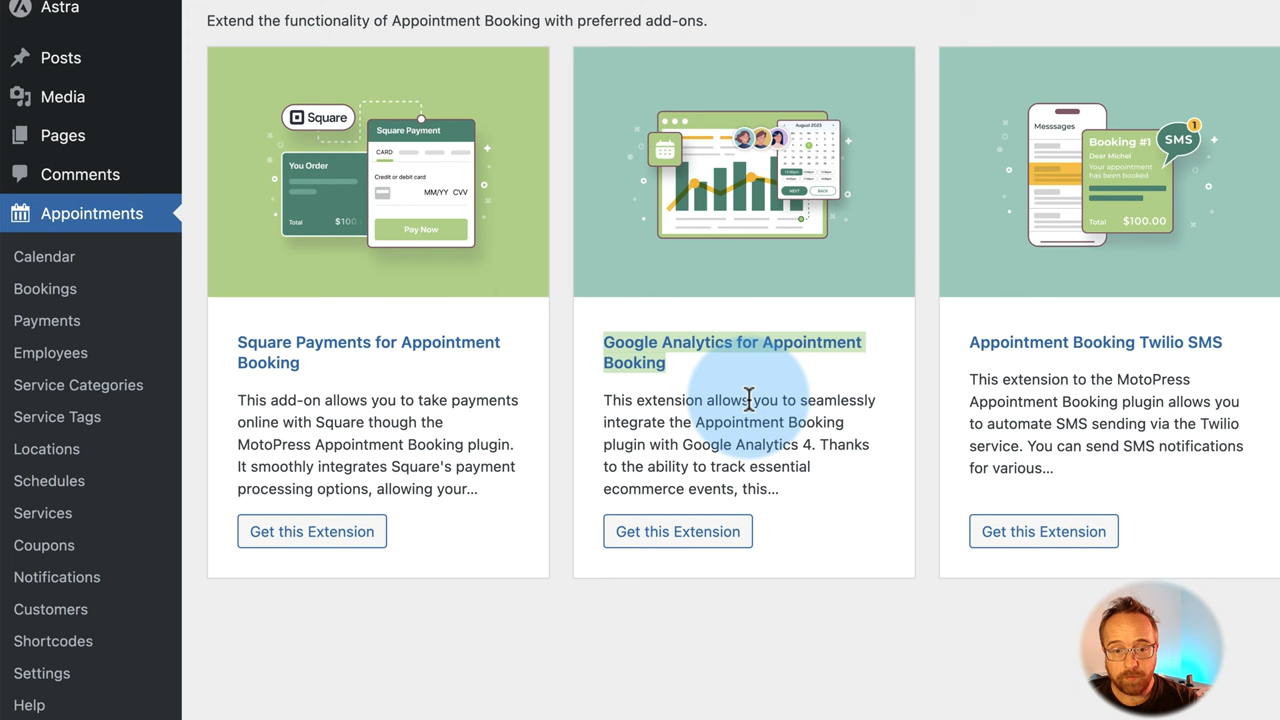 Astra
Posts
Media
Pages
Comments
Appointments
Calendar
Bookings
Payments
Employees
Service Categories
Service Tags
Locations
Schedules
Services
Coupons
Notifications
Customers
Shortcodes
Settings
Help
Extend the functionality of Appointment Booking with preferred add-ons.
Square
You Order
Total $100.
Square Payment
CARD
Credit or debit card
MM/YY CVV
Pay Now
Square Payments for Appointment
Booking
This add-on allows you to take payments
online with Square though the
MotoPress Appointment Booking plugin.
It smoothly integrates Square's payment
processing options, allowing your...
Get this Extension
August 2023
NEXT BACK
Google Analytics for Appointment
Booking
This extension allows you to seamlessly
integrate the Appointment Booking
plugin with Google Analytics 4. Thanks
to the ability to track essential
ecommerce events, this...
Get this Extension
Messsages
Booking #1
Dear Michel
Your appointment
has been booked
Total $100.00
SMS
1
Appointment Booking Twilio SMS
This extension to the MotoPress
Appointment Booking plugin allows you
to automate SMS sending via the Twilio
service. You can send SMS notifications
for various...
Get this Extension